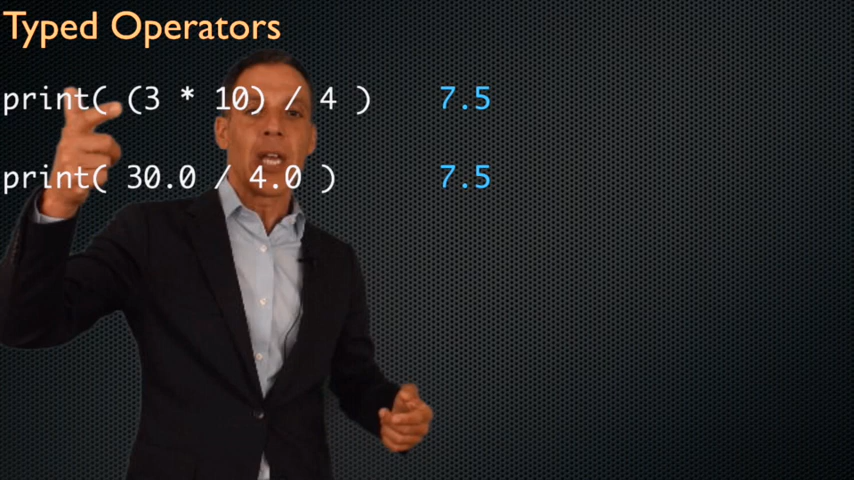 Typed Operators
print( (3 * 10) / 4 ) 7.5
print( 30.0 / 4.0 ) 7.5